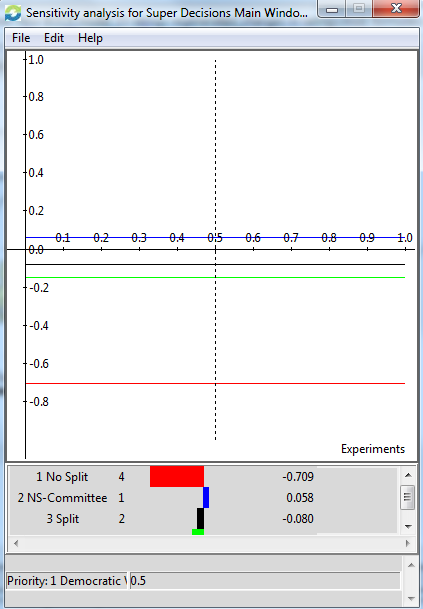 Sensitivity analysis for Super Decisions Main Windo...
File Edit Help
1.0
0.8
0.6
0.4
0.2
0.0 0.1 0.2 0.3 0.4 0.5 0.6 0.7 0.8 0.9 1.0
-0.2
-0.4
-0.6
-0.8
Experiments
1 No Split 4 -0.709
2 NS-Committee 1 0.058
3 Split 2 -0.080
Priority: 1 Democratic 0.5